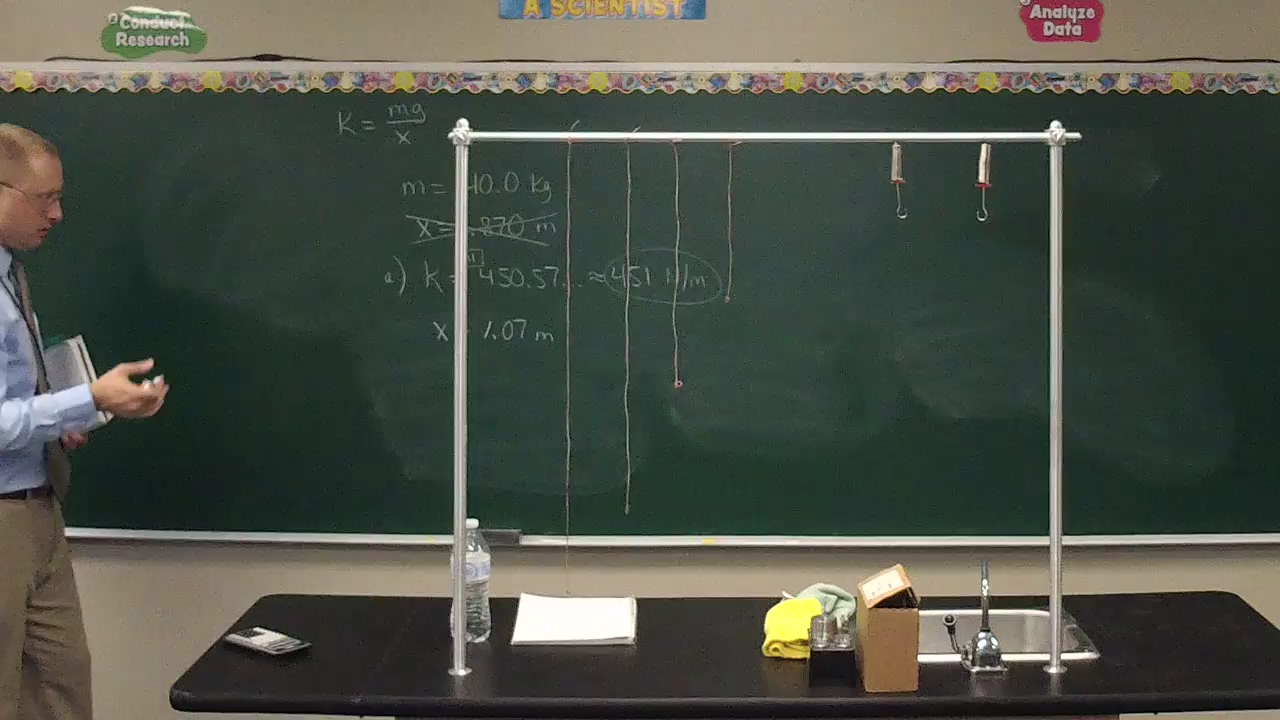 A SCIENTIST
Conduct
Research
Analyze
Data
K = mg/x
m = 40.0 kg
x = .870 m
a) K = 450.57... ≈ 451 N/m
x = 1.07 m